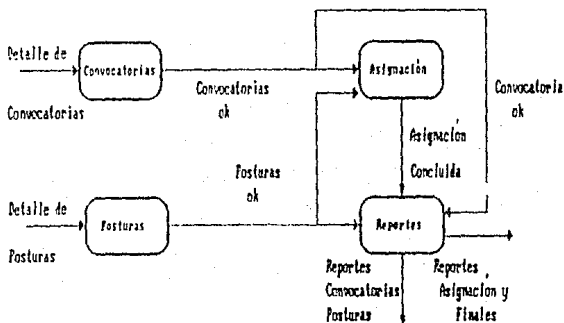 Detalle de
Convocatorias
Convocatorias
Convocatorias
ok
Asignación
Convocatoria
ok
Asignación
Concluida
Posturas
ok
Detalle de
Posturas
Posturas
Reportes
Reportes
Convocatorias
Posturas
Reportes
Asignación y
Finales